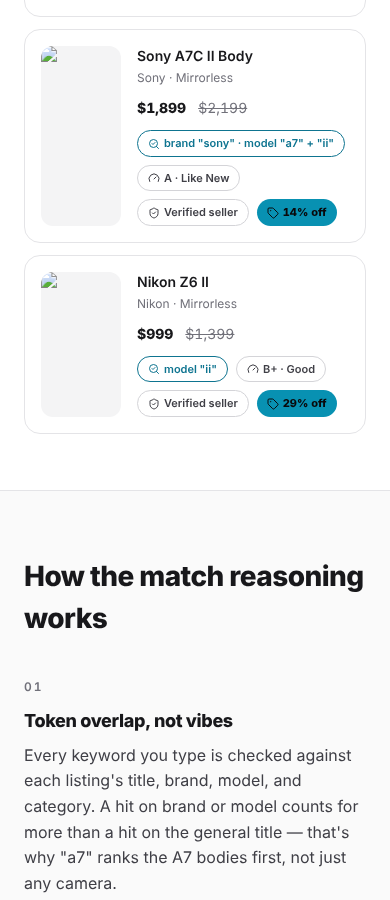 Sony A7C II Body
Sony · Mirrorless
$1,899 $2,199
brand "sony" · model "a7" + "ii"
A · Like New
Verified seller
14% off
Nikon Z6 II
Nikon · Mirrorless
$999 $1,399
model "ii"
B+ · Good
Verified seller
29% off
How the match reasoning
works
01
Token overlap, not vibes
Every keyword you type is checked against
each listing's title, brand, model, and
category. A hit on brand or model counts for
more than a hit on the general title — that's
why "a7" ranks the A7 bodies first, not just
any camera.